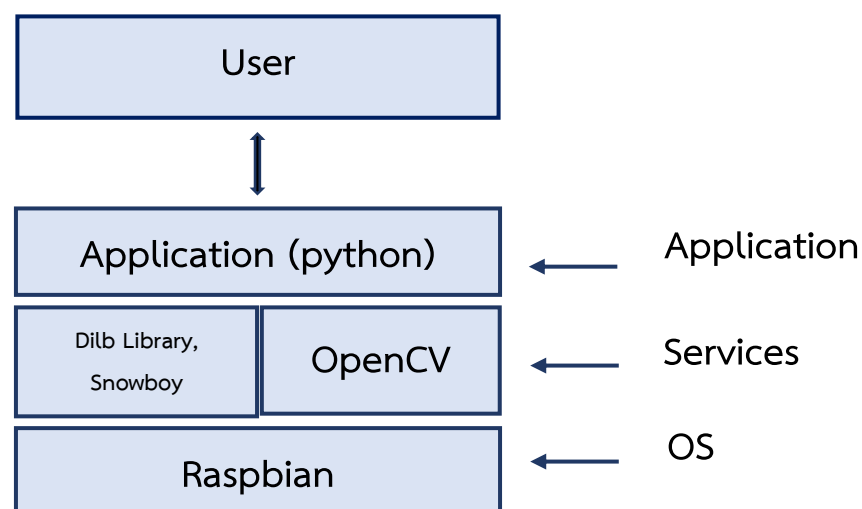 User
Application (python)
Application
Dilb Library,
Snowboy
OpenCV
Services
Raspbian
OS